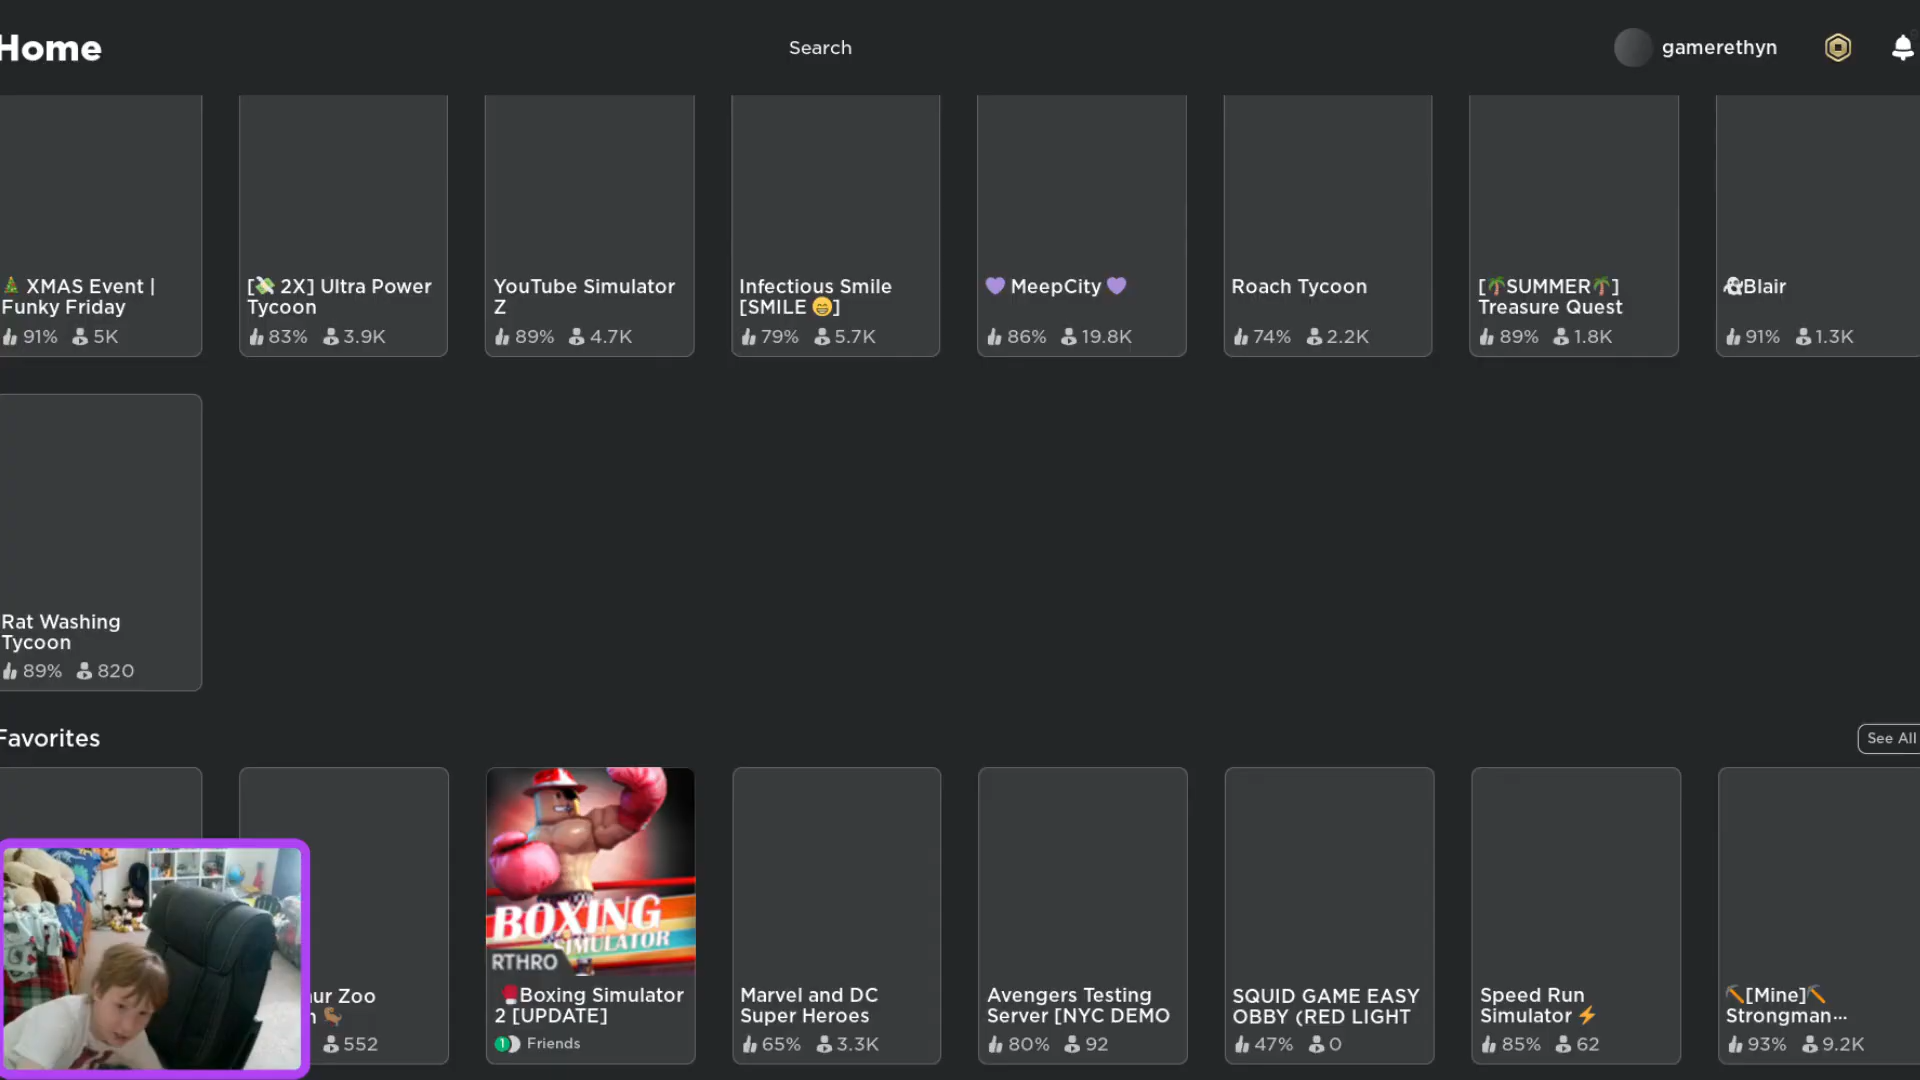 Home
Search
gamerethyn
🎄 XMAS Event |
Funky Friday
91% 5K
[💸 2X] Ultra Power
Tycoon
83% 3.9K
YouTube Simulator
Z
89% 4.7K
Infectious Smile
[SMILE 😁]
79% 5.7K
💜 MeepCity 💜
86% 19.8K
Roach Tycoon
74% 2.2K
[🌴SUMMER🌴]
Treasure Quest
89% 1.8K
👻Blair
91% 1.3K
Rat Washing
Tycoon
89% 820
Favorites
See All
Zoo
552
BOXING
SIMULATOR
RTHRO
🥊Boxing Simulator
2 [UPDATE]
1 Friends
Marvel and DC
Super Heroes
65% 3.3K
Avengers Testing
Server [NYC DEMO
80% 92
SQUID GAME EASY
OBBY (RED LIGHT
47% 0
Speed Run
Simulator ⚡
85% 62
⛏️[Mine]⛏️
Strongman...
93% 9.2K